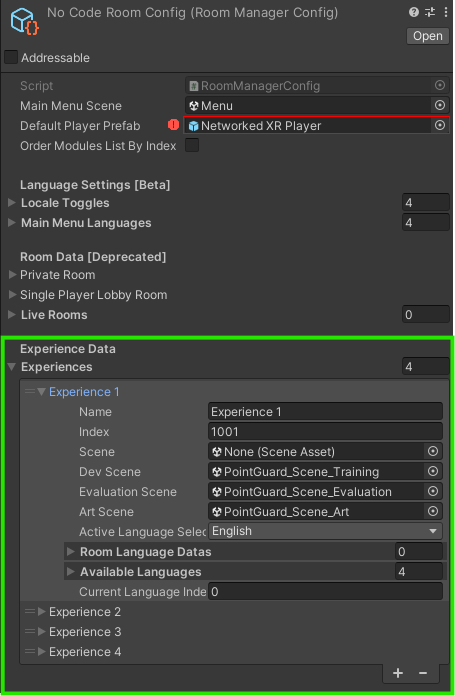 No Code Room Config (Room Manager Config)
Open
Addressable
Script RoomManagerConfig
Main Menu Scene Menu
Default Player Prefab Networked XR Player
Order Modules List By Index
Language Settings [Beta]
Locale Toggles 4
Main Menu Languages 4
Room Data [Deprecated]
Private Room
Single Player Lobby Room
Live Rooms 0
Experience Data
Experiences 4
Experience 1
Name Experience 1
Index 1001
Scene None (Scene Asset)
Dev Scene PointGuard_Scene_Training
Evaluation Scene PointGuard_Scene_Evaluation
Art Scene PointGuard_Scene_Art
Active Language Selec English
Room Language Datas 0
Available Languages 4
Current Language Inde 0
Experience 2
Experience 3
Experience 4